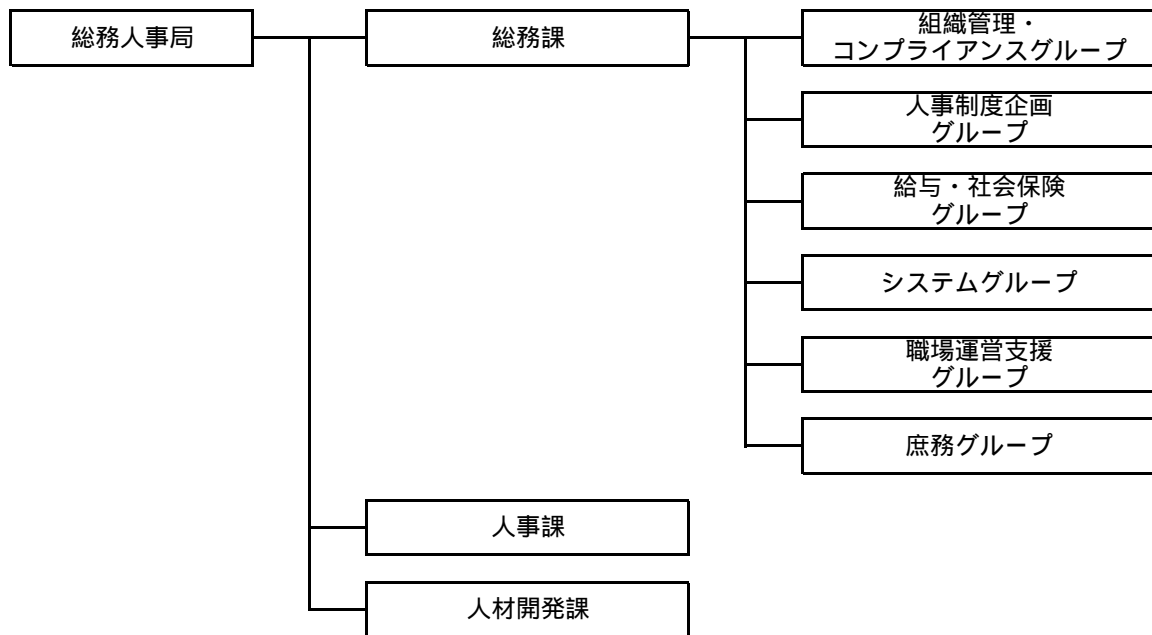 総務人事局
総務課
組織管理・
コンプライアンスグループ
人事制度企画
グループ
給与・社会保険
グループ
システムグループ
職場運営支援
グループ
庶務グループ
人事課
人材開発課